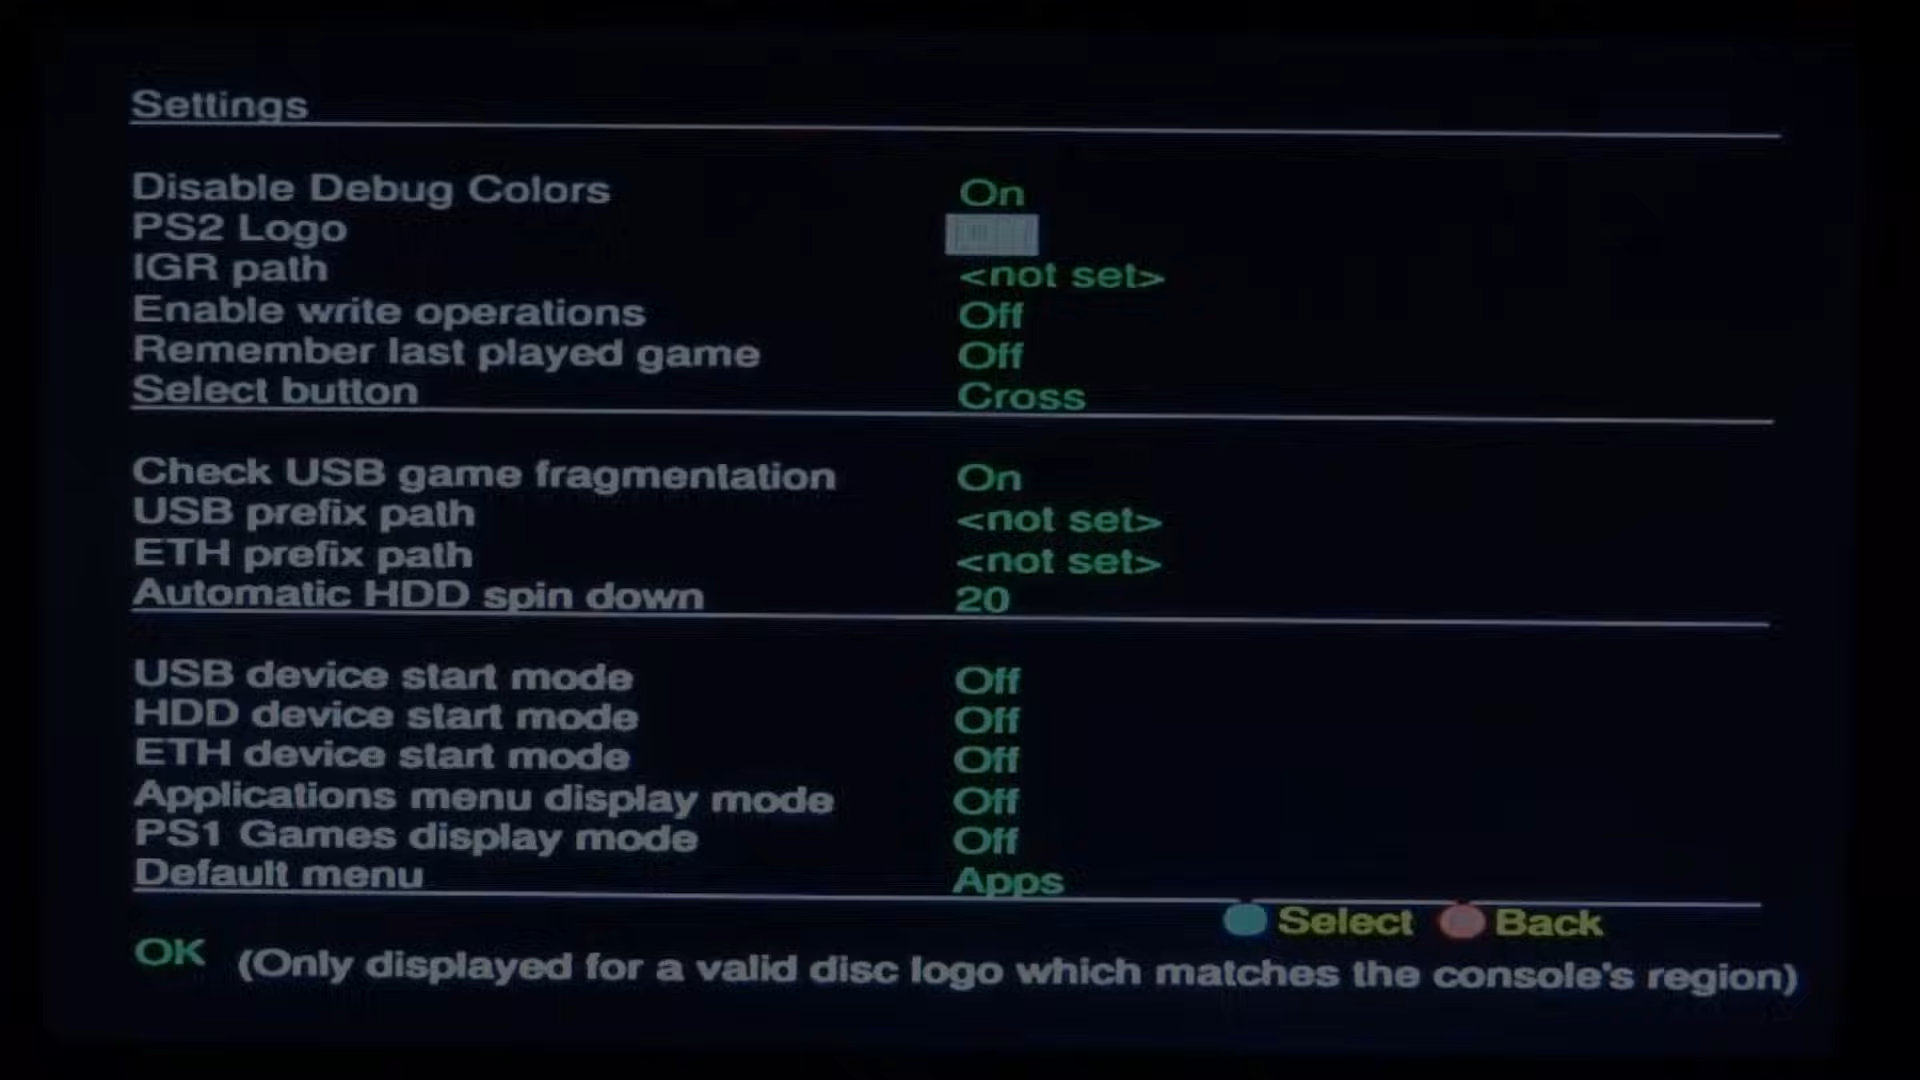 Settings
Disable Debug Colors On
PS2 Logo
IGR path <not set>
Enable write operations Off
Remember last played game Off
Select button Cross
Check USB game fragmentation On
USB prefix path <not set>
ETH prefix path <not set>
Automatic HDD spin down 20
USB device start mode Off
HDD device start mode Off
ETH device start mode Off
Applications menu display mode Off
PS1 Games display mode Off
Default menu Apps
Select Back
OK (Only displayed for a valid disc logo which matches the console's region)